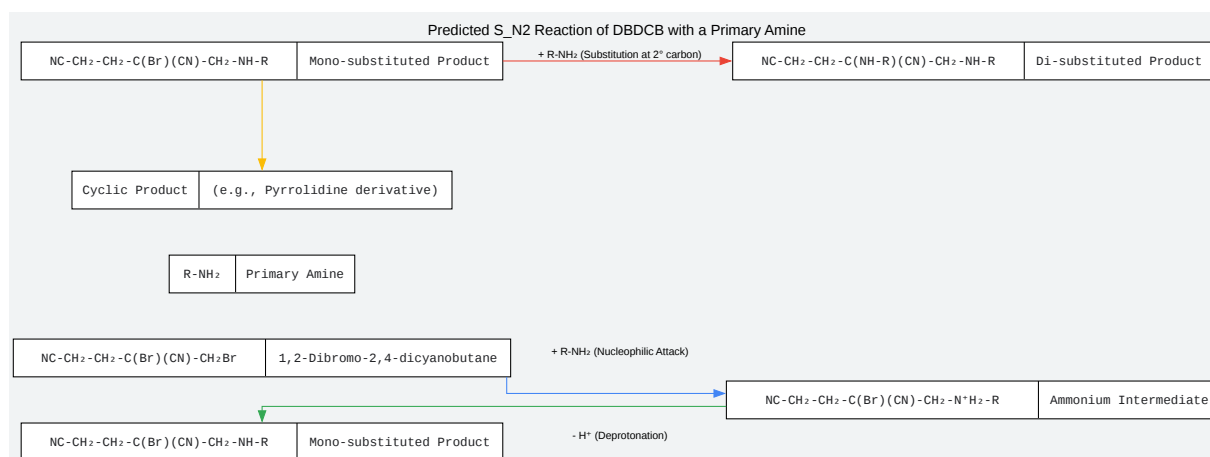 Predicted S_N2 Reaction of DBDCB with a Primary Amine
NC-CH₂-CH₂-C(Br)(CN)-CH₂-NH-R Mono-substituted Product
+ R-NH₂ (Substitution at 2° carbon)
NC-CH₂-CH₂-C(NH-R)(CN)-CH₂-NH-R Di-substituted Product
Cyclic Product (e.g., Pyrrolidine derivative)
R-NH₂ Primary Amine
NC-CH₂-CH₂-C(Br)(CN)-CH₂Br 1,2-Dibromo-2,4-dicyanobutane
+ R-NH₂ (Nucleophilic Attack)
NC-CH₂-CH₂-C(Br)(CN)-CH₂-N⁺H₂-R Ammonium Intermediate
- H⁺ (Deprotonation)
NC-CH₂-CH₂-C(Br)(CN)-CH₂-NH-R Mono-substituted Product